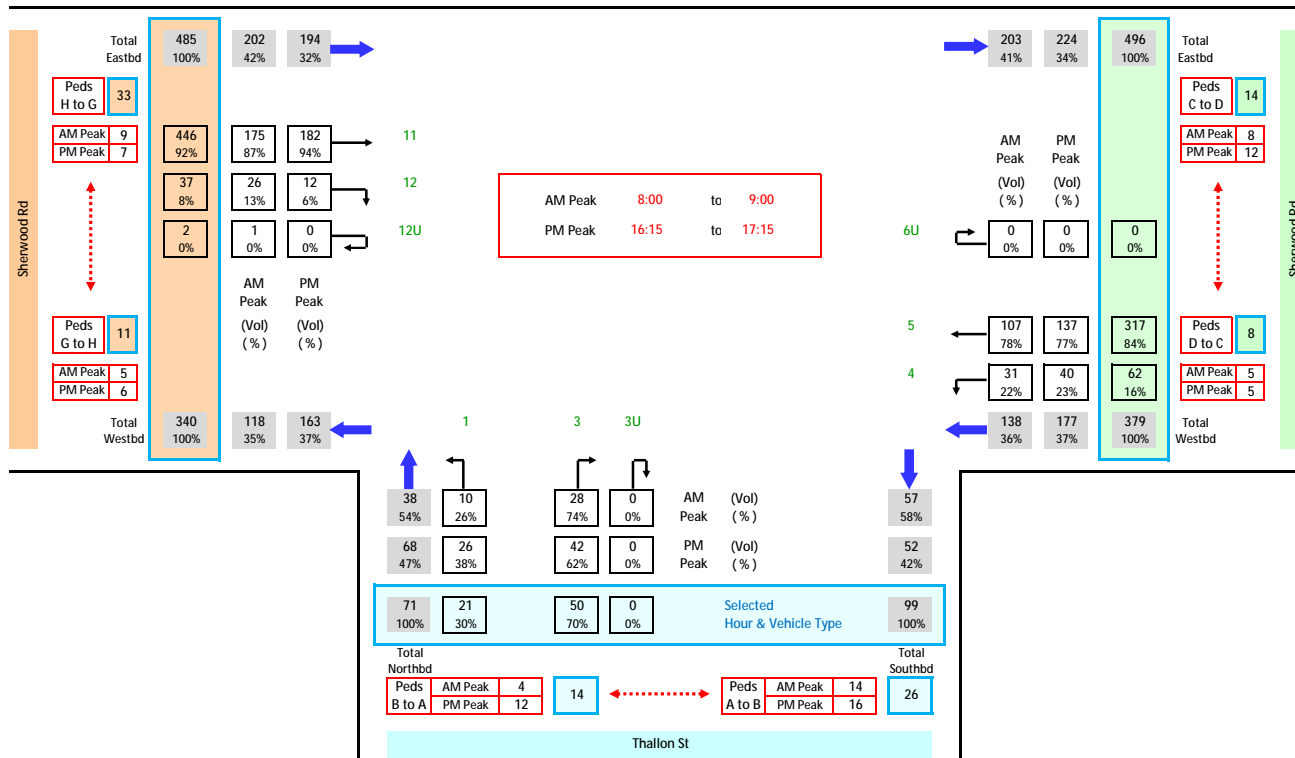 Total
Eastbd
485
100%
202
42%
194
32%
203
41%
224
34%
496
100%
Total
Eastbd
Peds
H to G
33
AM Peak 9
PM Peak 7
446
92%
175
87%
182
94%
11
37
8%
26
13%
12
6%
12
2
0%
1
0%
0
0%
12U
AM
Peak
(Vol)
( % )
PM
Peak
(Vol)
( % )
Sherwood Rd
Peds
G to H
11
AM Peak 5
PM Peak 6
Total
Westbd
340
100%
118
35%
163
37%
AM Peak 8:00 to 9:00
PM Peak 16:15 to 17:15
AM
Peak
(Vol)
( % )
PM
Peak
(Vol)
( % )
Peds
C to D
14
AM Peak 8
PM Peak 12
6U
0
0%
0
0%
0
0%
Sherwood Rd
5
107
78%
137
77%
317
84%
Peds
D to C
8
4
31
22%
40
23%
62
16%
AM Peak 5
PM Peak 5
138
36%
177
37%
379
100%
Total
Westbd
1
3
3U
38
54%
10
26%
28
74%
0
0%
AM
Peak
(Vol)
( % )
57
58%
68
47%
26
38%
42
62%
0
0%
PM
Peak
(Vol)
( % )
52
42%
71
100%
21
30%
50
70%
0
0%
Selected
Hour & Vehicle Type
99
100%
Total
Northbd
Total
Southbd
Peds
B to A
AM Peak 4
PM Peak 12
14
Peds
A to B
AM Peak 14
PM Peak 16
26
Thallon St